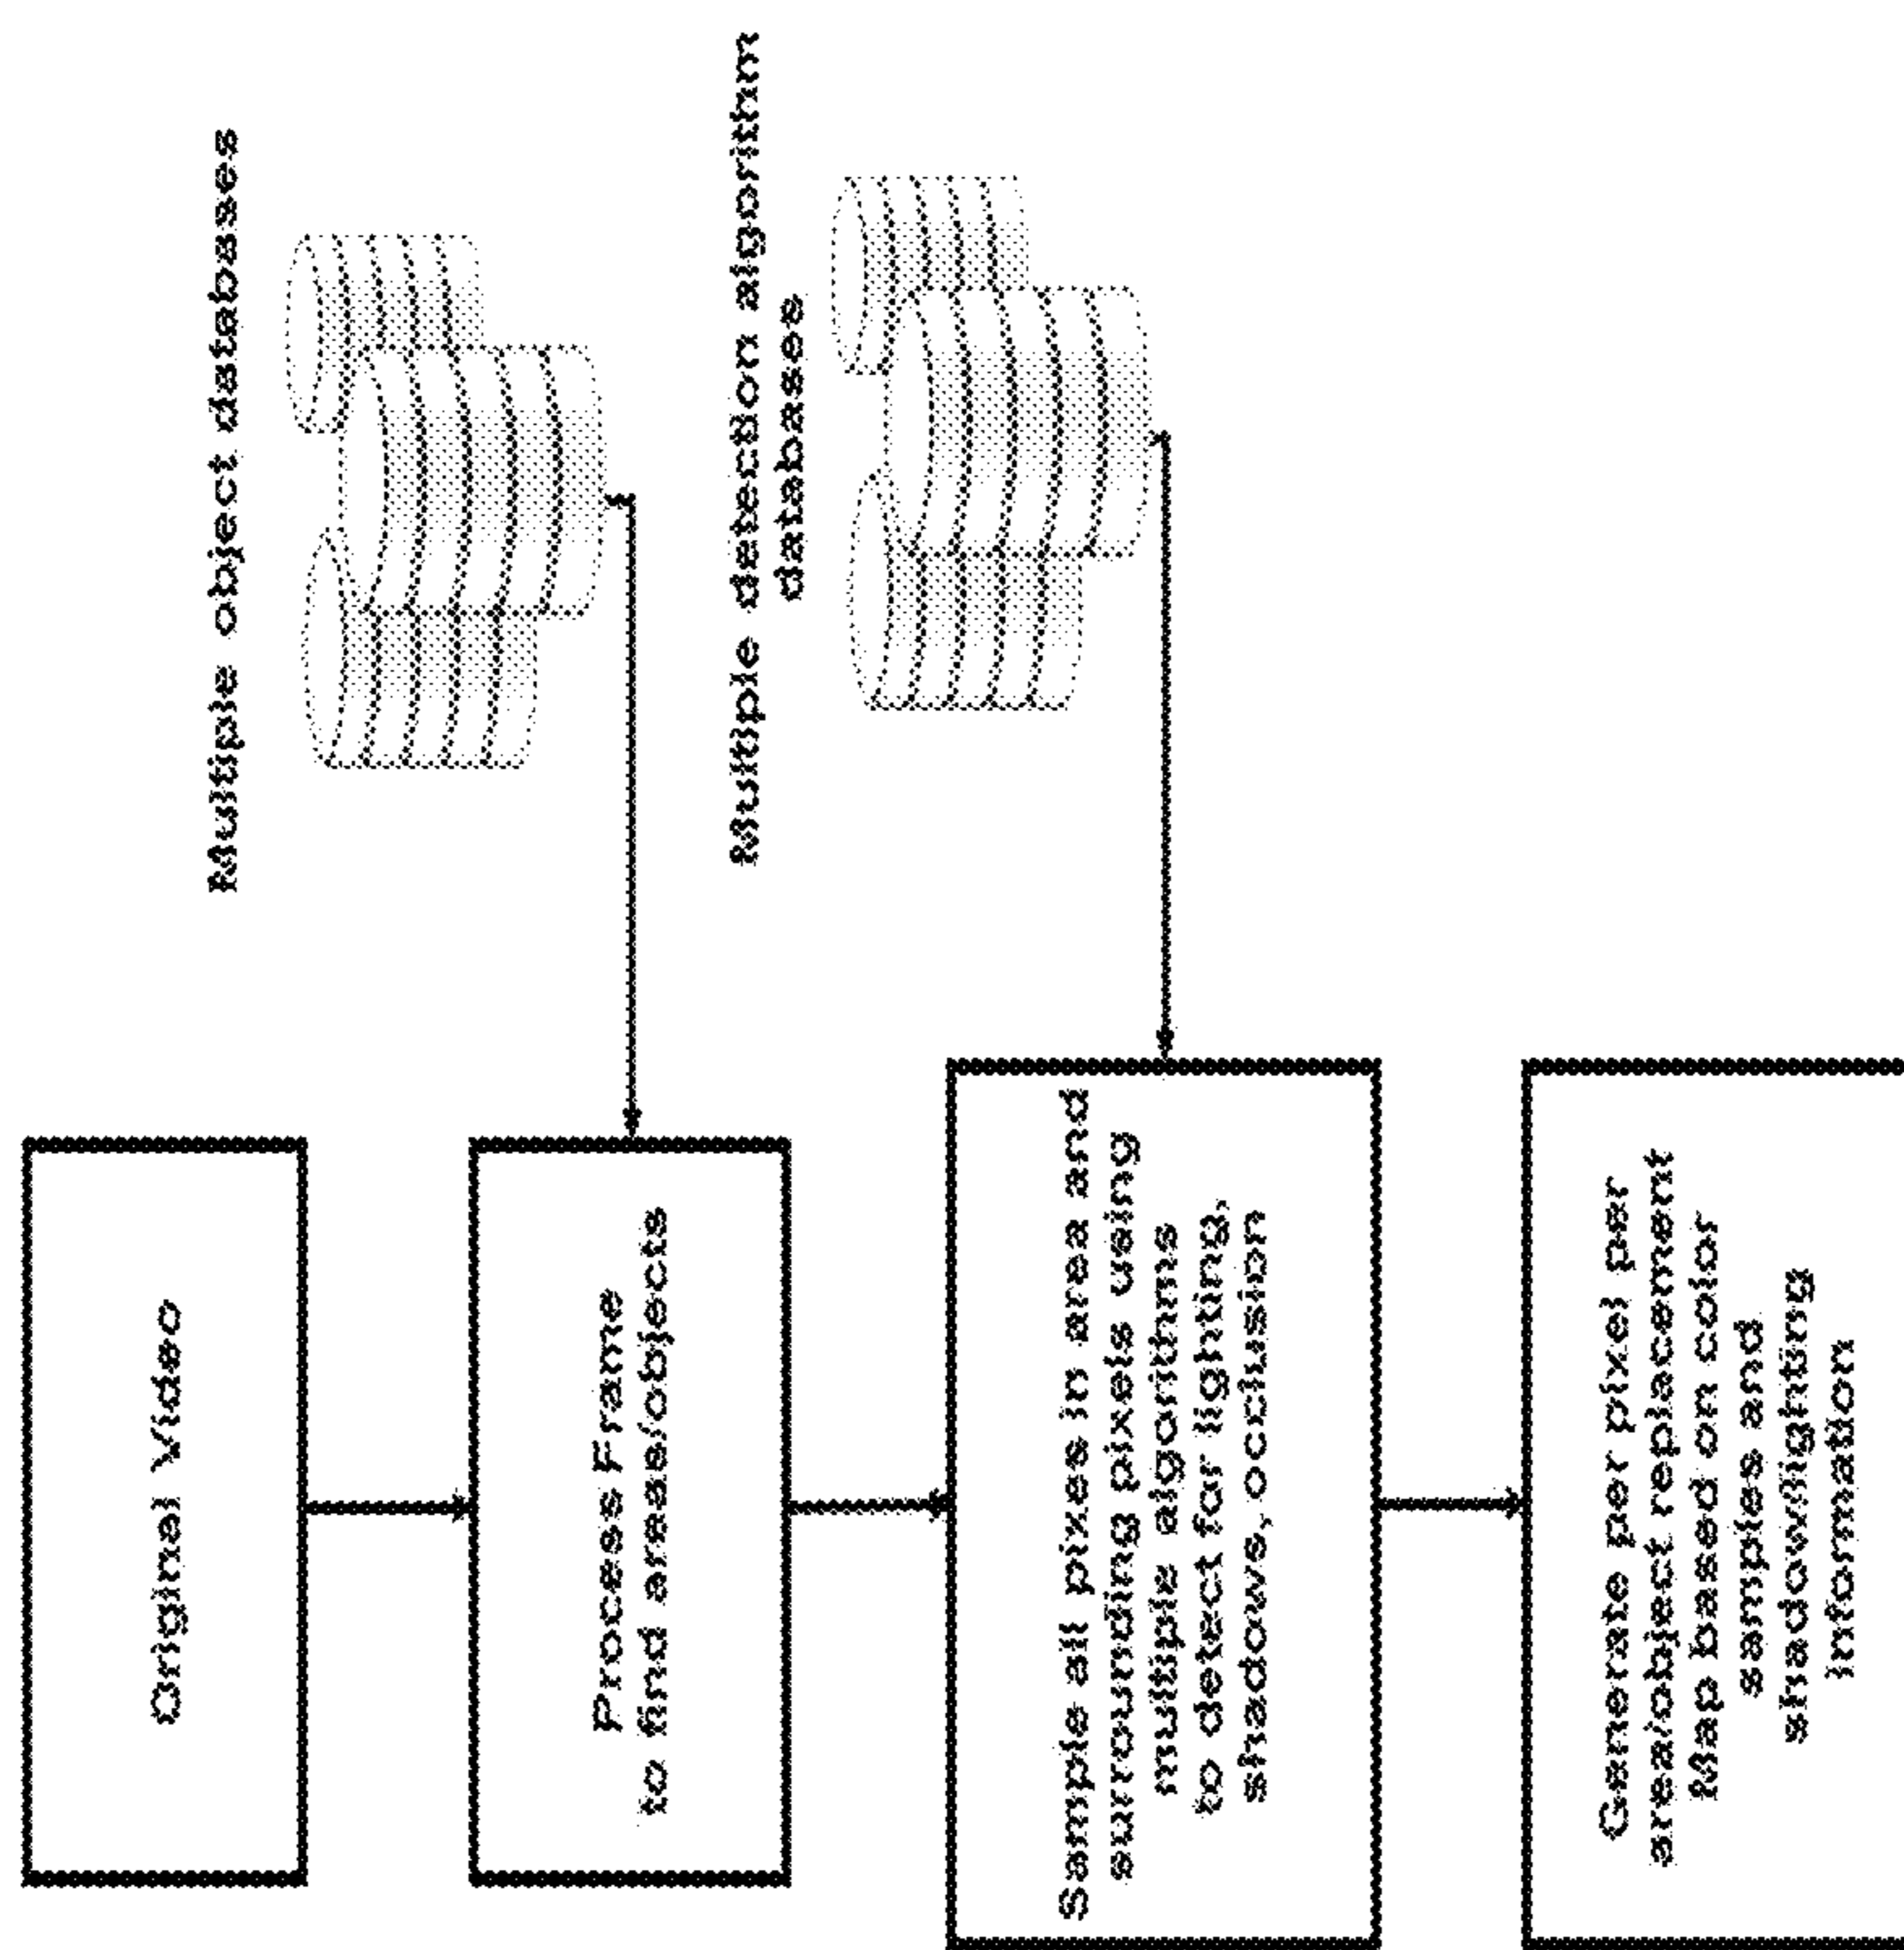 Original Video
Process Frame
to find areas/objects
Multiple object databases
Sample all pixes in area and
surrounding pixels using
multiple algorithms
to detect for lighting,
shadows, occlusion
Multiple detection algorithm
databases
Generate per pixel per
area/object replacement
Map based on color
samples and
shadow/lighting
information